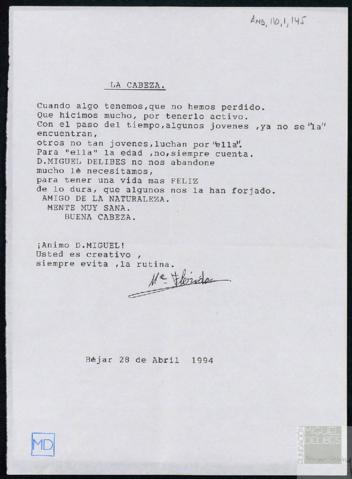 AMD,110,1,145
LA CABEZA.
Cuando algo tenemos,que no hemos perdido.
Que hicimos mucho, por tenerlo activo.
Con el paso del tiempo,algunos jovenes ,ya no se "la"
encuentran,
otros no tan jovenes,luchan por "ella".
Para "ella" la edad ,no,siempre cuenta.
D.MIGUEL DELIBES no nos abandone
mucho le necesitamos,
para tener una vida mas FELIZ
de lo dura, que algunos nos la han forjado.
AMIGO DE LA NATURALEZA.
MENTE MUY SANA.
BUENA CABEZA.
¡Animo D.MIGUEL!
Usted es creativo ,
siempre evita ,la rutina.
Mª
Béjar 28 de Abril 1994
MD
FUNDACIÓN
MIGUEL
DELIBES